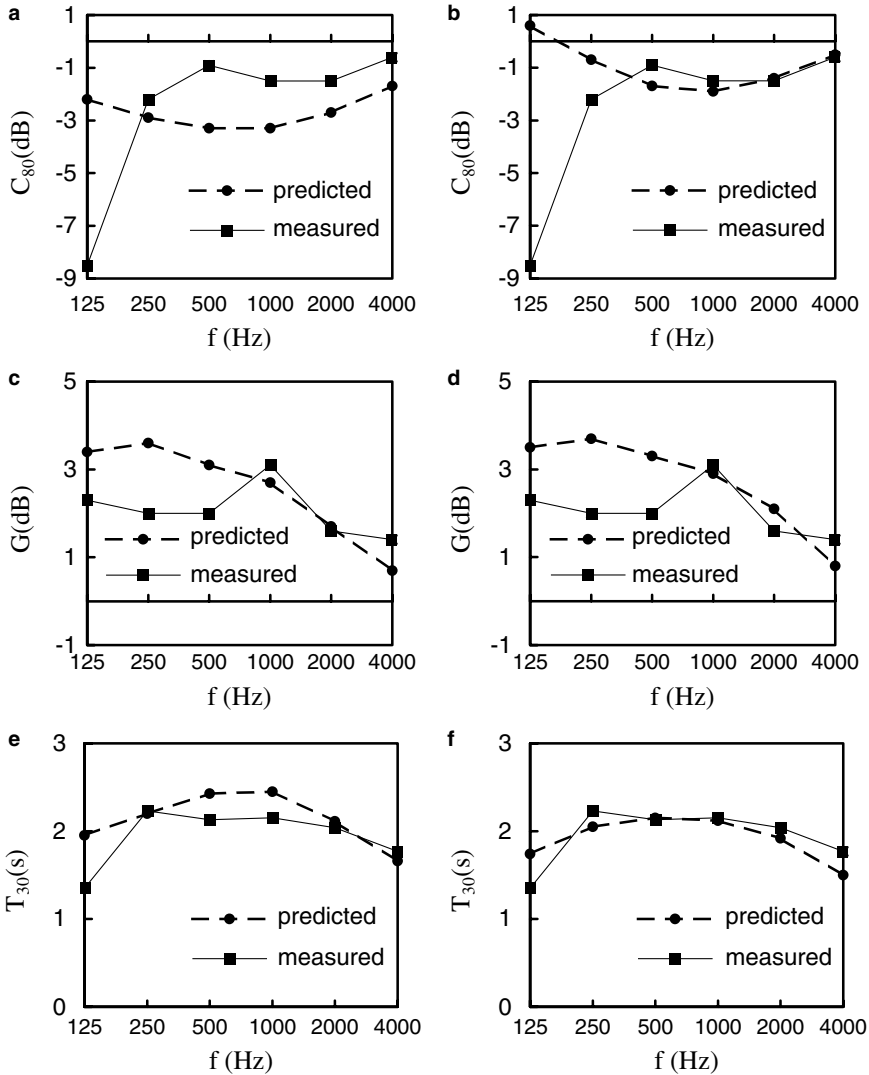 a
1
-1
-3
-5
-7
-9
C80(dB)
predicted
measured
125 250 500 1000 2000 4000
f (Hz)
b
1
-1
-3
-5
-7
-9
C80(dB)
predicted
measured
125 250 500 1000 2000 4000
f (Hz)
c
5
3
1
-1
G(dB)
predicted
measured
125 250 500 1000 2000 4000
f (Hz)
d
5
3
1
-1
G(dB)
predicted
measured
125 250 500 1000 2000 4000
f (Hz)
e
3
2
1
0
T30(s)
predicted
measured
125 250 500 1000 2000 4000
f (Hz)
f
3
2
1
0
T30(s)
predicted
measured
125 250 500 1000 2000 4000
f (Hz)